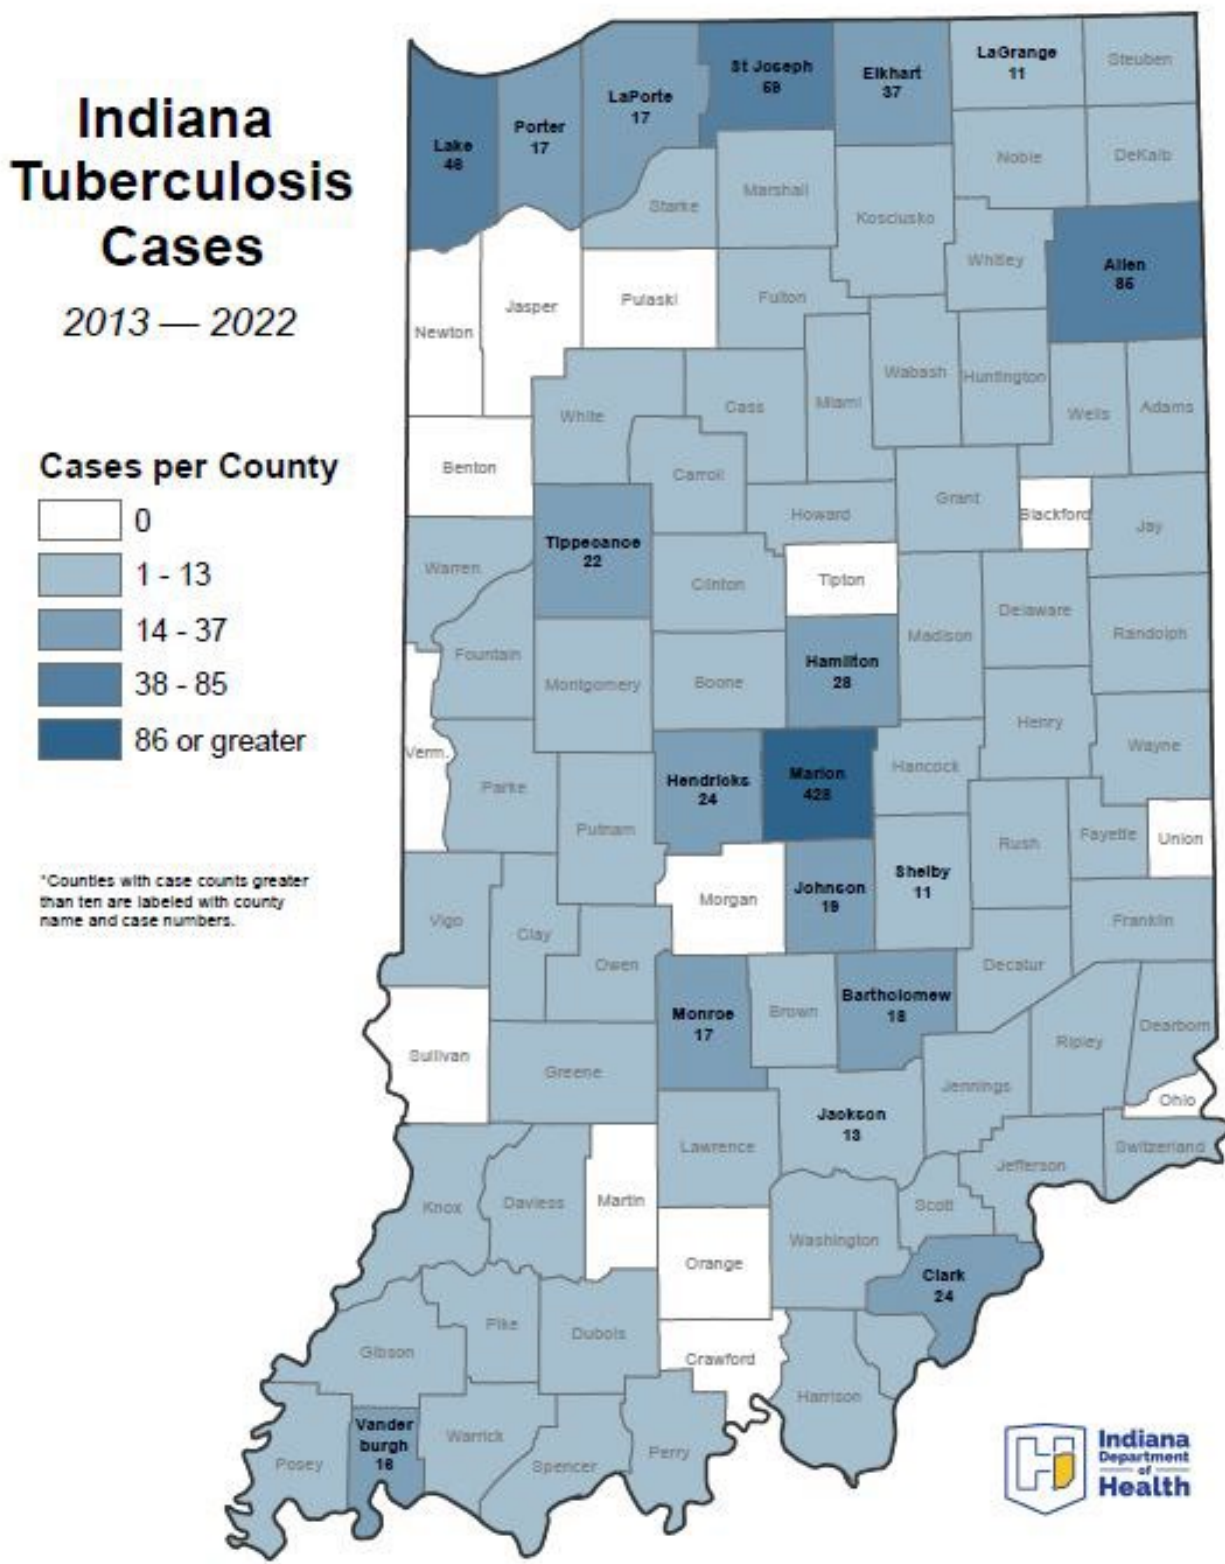 Indiana
Tuberculosis
Cases
2013 — 2022
Cases per County
0
1 - 13
14 - 37
38 - 85
86 or greater
*Counties with case counts greater
than ten are labeled with county
name and case numbers.
Lake
46
Porter
17
LaPorte
17
St Joseph
59
Elkhart
37
LaGrange
11
Steuben
Noble
DeKalb
Starke
Marshall
Kosciusko
Whitley
Allen
85
Newton
Jasper
Pulaski
Fulton
White
Cass
Miami
Wabash
Huntington
Wells
Adams
Benton
Carroll
Howard
Grant
Blackford
Jay
Warren
Tippecanoe
22
Clinton
Tipton
Delaware
Madison
Randolph
Fountain
Montgomery
Boone
Hamilton
28
Henry
Wayne
Verm.
Parke
Putnam
Hendricks
24
Marion
428
Hancock
Rush
Fayette
Union
Vigo
Clay
Owen
Morgan
Johnson
19
Shelby
11
Decatur
Franklin
Sullivan
Greene
Monroe
17
Brown
Bartholomew
18
Jennings
Ripley
Dearborn
Ohio
Switzerland
Knox
Daviess
Martin
Lawrence
Jackson
13
Jefferson
Scott
Orange
Washington
Clark
24
Gibson
Pike
Dubois
Crawford
Harrison
Posey
Vander
burgh
16
Warrick
Spencer
Perry
Indiana
Department
of
Health